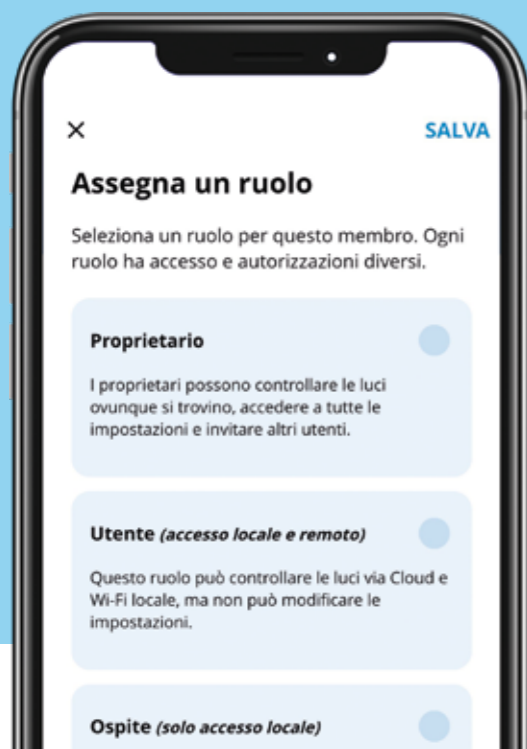 SALVA
Assegna un ruolo
Seleziona un ruolo per questo membro. Ogni
ruolo ha accesso e autorizzazioni diversi.
Proprietario
I proprietari possono controllare le luci
ovunque si trovino, accedere a tutte le
impostazioni e invitare altri utenti.
Utente (accesso locale e remoto)
Questo ruolo può controllare le luci via Cloud e
Wi-Fi locale, ma non può modificare le
impostazioni.
Ospite (solo accesso locale)